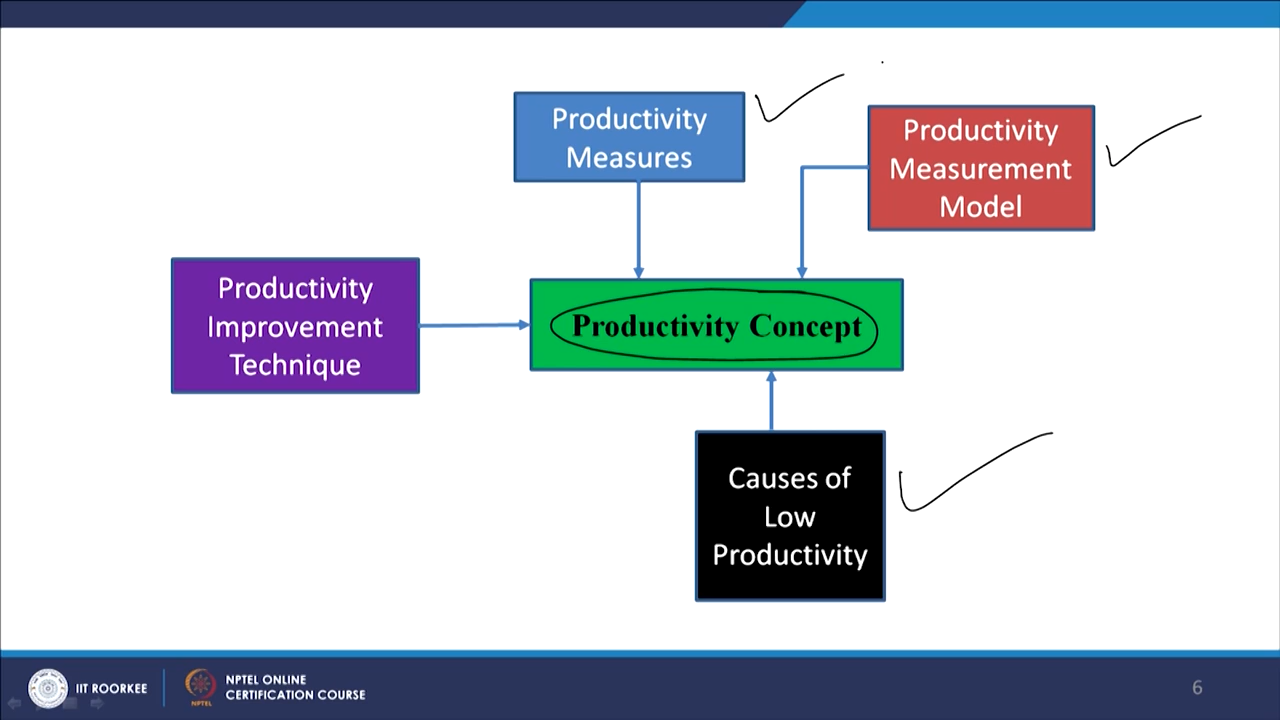 Productivity
Measures
Productivity
Measurement
Model
Productivity
Improvement
Technique
Productivity Concept
Causes of
Low
Productivity
IIT ROORKEE
NPTEL
NPTEL ONLINE
CERTIFICATION COURSE
6